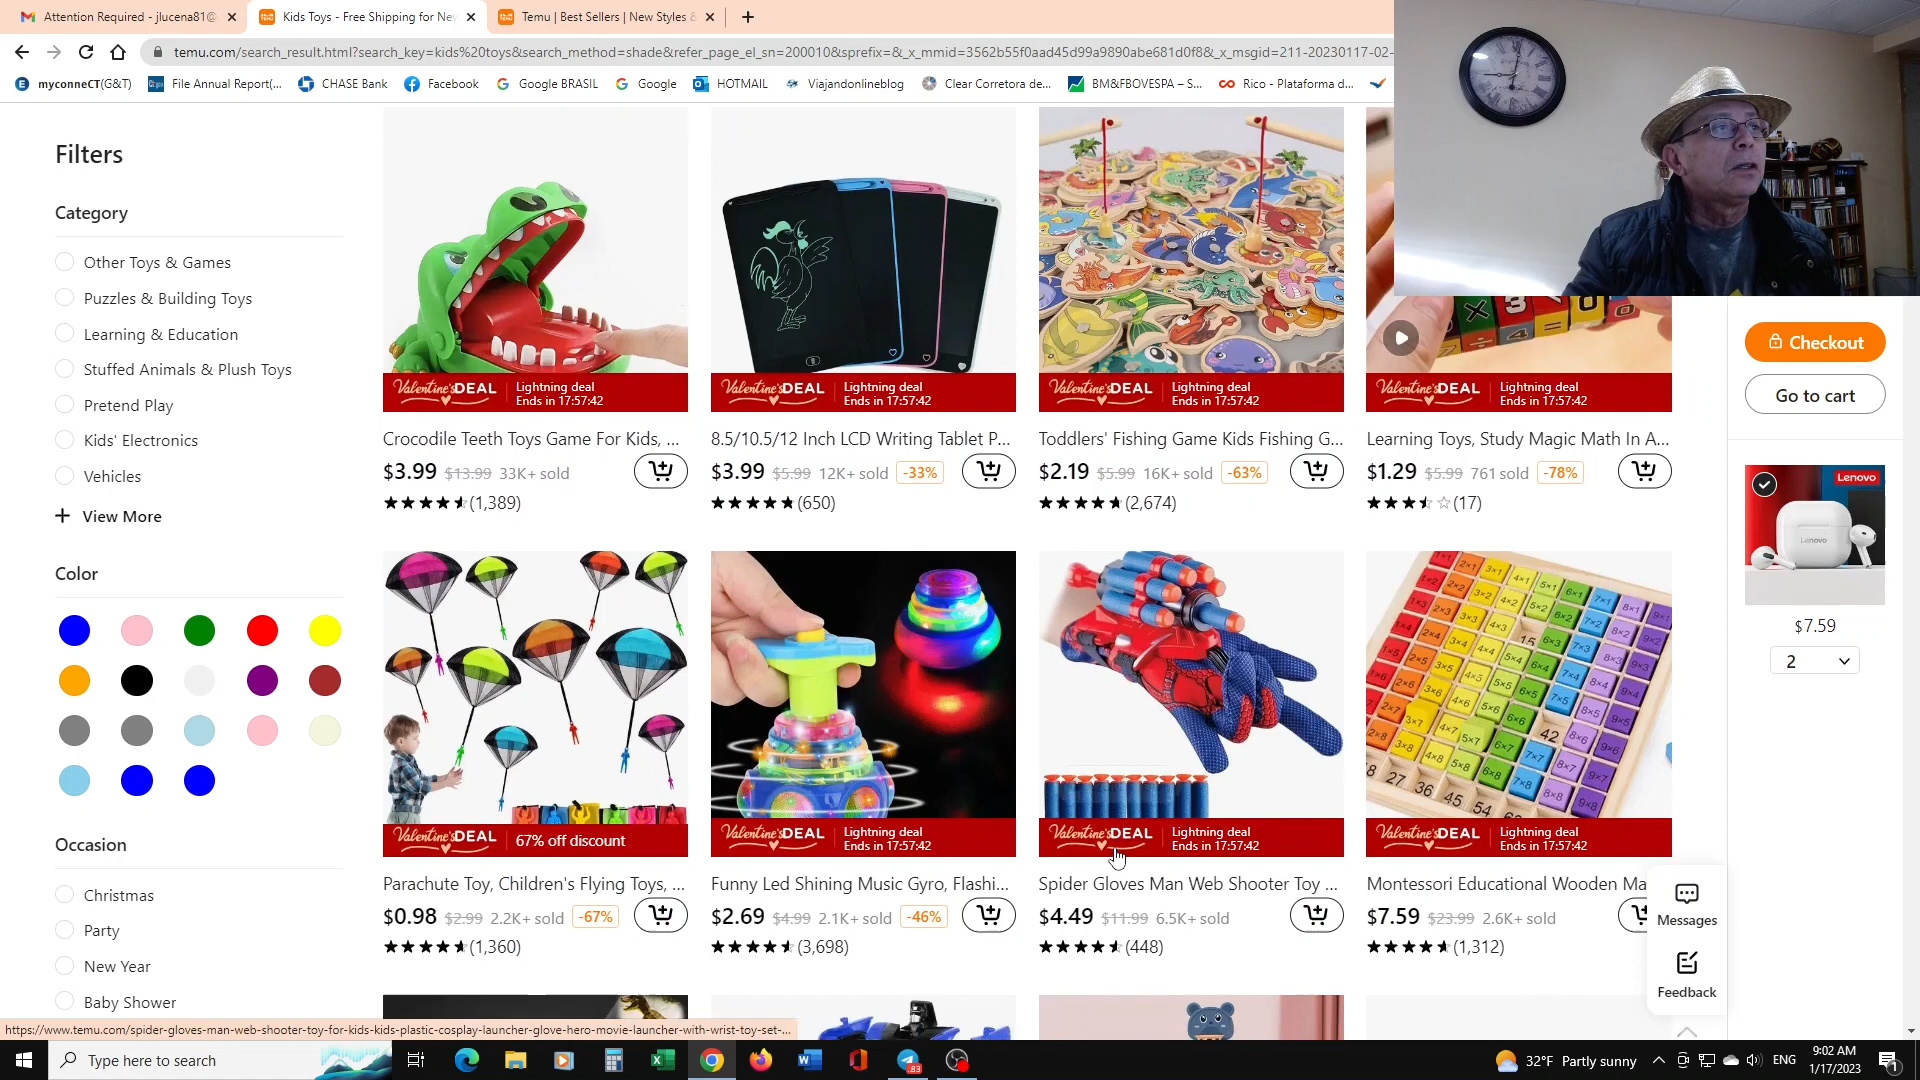 Attention Required - jlucena81@
Kids Toys - Free Shipping for New
Temu | Best Sellers | New Styles &
temu.com/search_result.html?search_key=kids%20toys&search_method=shade&refer_page_el_sn=200010&sprefix=&_x_mmid=3562b55f0aad45d99a9890abe681d0f8&_x_msgid=211-20230117-02-
myconneCT(G&T)
File Annual Report(...
CHASE Bank
Facebook
Google BRASIL
Google
HOTMAIL
Viajandonlineblog
Clear Corretora de...
BM&FBOVESPA – S...
Rico - Plataforma d...
Filters
Category
Other Toys & Games
Puzzles & Building Toys
Learning & Education
Stuffed Animals & Plush Toys
Pretend Play
Kids' Electronics
Vehicles
+ View More
Color
Occasion
Christmas
Party
New Year
Baby Shower
Valentine's DEAL
Lightning deal
Ends in 17:57:42
Crocodile Teeth Toys Game For Kids, ...
$3.99 $13.99 33K+ sold
(1,389)
Valentine's DEAL
Lightning deal
Ends in 17:57:42
8.5/10.5/12 Inch LCD Writing Tablet P...
$3.99 $5.99 12K+ sold -33%
(650)
Valentine's DEAL
Lightning deal
Ends in 17:57:42
Toddlers' Fishing Game Kids Fishing G...
$2.19 $5.99 16K+ sold -63%
(2,674)
Valentine's DEAL
Lightning deal
Ends in 17:57:42
Learning Toys, Study Magic Math In A...
$1.29 $5.99 761 sold -78%
(17)
Valentine's DEAL
67% off discount
Parachute Toy, Children's Flying Toys, ...
$0.98 $2.99 2.2K+ sold -67%
(1,360)
Valentine's DEAL
Lightning deal
Ends in 17:57:42
Funny Led Shining Music Gyro, Flashi...
$2.69 $4.99 2.1K+ sold -46%
(3,698)
Valentine's DEAL
Lightning deal
Ends in 17:57:42
Spider Gloves Man Web Shooter Toy ...
$4.49 $11.99 6.5K+ sold
(448)
Valentine's DEAL
Lightning deal
Ends in 17:57:42
Montessori Educational Wooden Ma
$7.59 $23.99 2.6K+ sold
(1,312)
Checkout
Go to cart
Lenovo
Lenovo
$7.59
2
Messages
Feedback
https://www.temu.com/spider-gloves-man-web-shooter-toy-for-kids-kids-plastic-cosplay-launcher-glove-hero-movie-launcher-with-wrist-toy-set-...
Type here to search
83
32°F Partly sunny
ENG
9:02 AM
1/17/2023
1